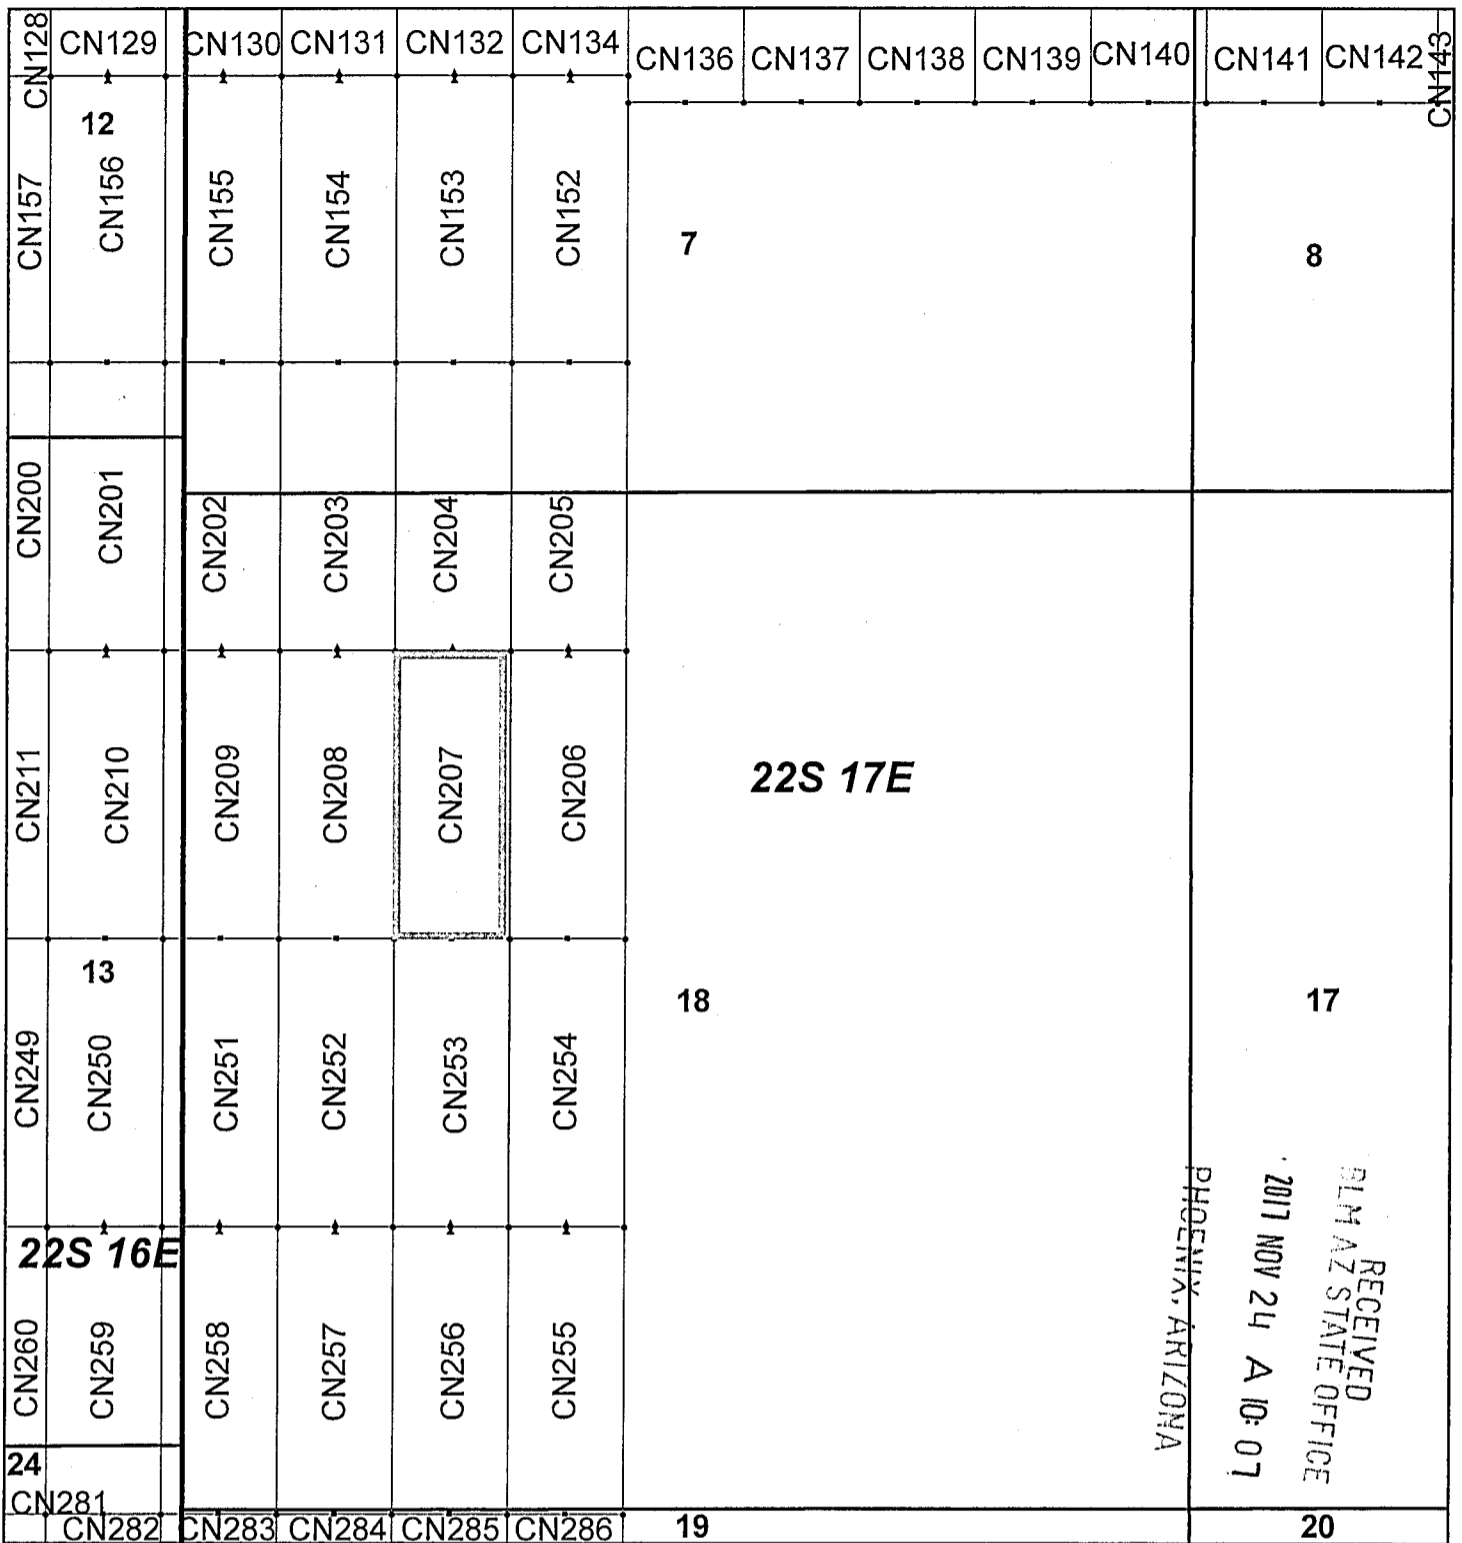 CN128 CN129 CN130 CN131 CN132 CN134 CN136 CN137 CN138 CN139 CN140 CN141 CN142 CN143
12
CN157 CN156 CN155 CN154 CN153 CN152
7 8
CN200 CN201 CN202 CN203 CN204 CN205
CN211 CN210 CN209 CN208 CN207 CN206
22S 17E
13
18 17
CN249 CN250 CN251 CN252 CN253 CN254
22S 16E
CN260 CN259 CN258 CN257 CN256 CN255
RECEIVED
BLM AZ STATE OFFICE
2017 NOV 24 A 10: 07
PHOENIX, ARIZONA
24
CN281
CN282 CN283 CN284 CN285 CN286 19 20